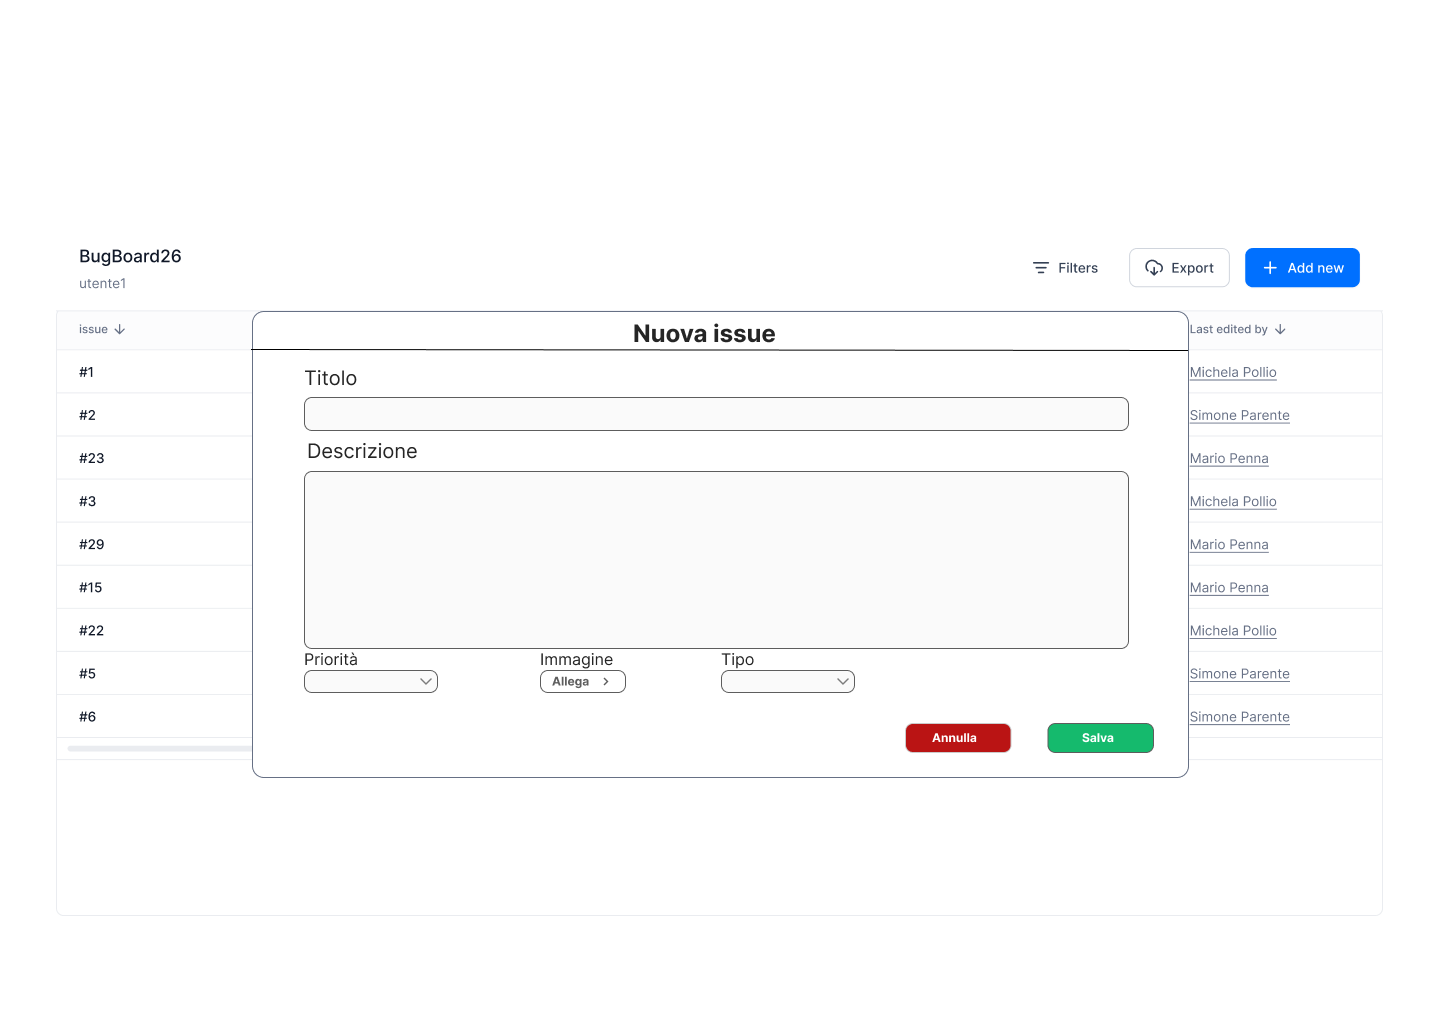 BugBoard26
utente1
Filters
Export
Add new
issue
Last edited by
Nuova issue
#1
Michela Pollio
Titolo
#2
Simone Parente
Descrizione
#23
Mario Penna
#3
Michela Pollio
#29
Mario Penna
#15
Mario Penna
#22
Michela Pollio
Priorità
Immagine
Tipo
#5
Allega
Simone Parente
#6
Simone Parente
Annulla
Salva